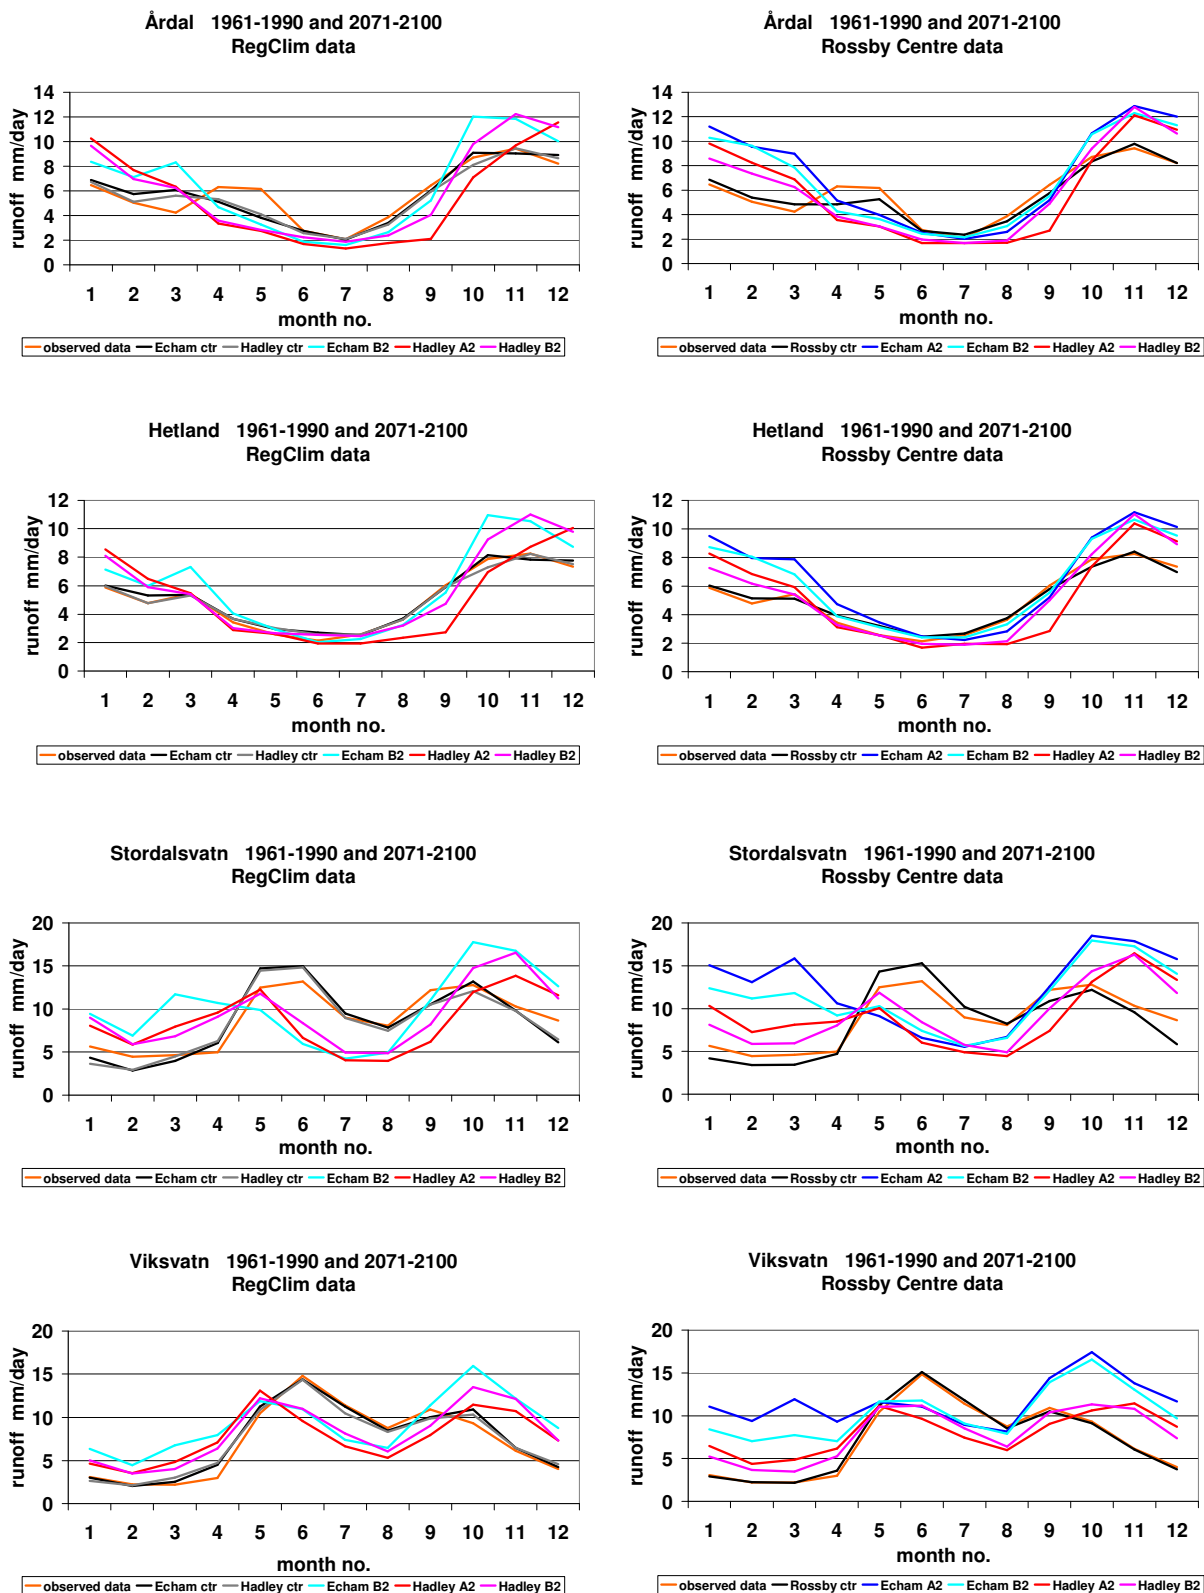 Årdal 1961-1990 and 2071-2100
RegClim data
runoff mm/day
14
12
10
8
6
4
2
0
1 2 3 4 5 6 7 8 9 10 11 12
month no.
observed data Echam ctr Hadley ctr Echam B2 Hadley A2 Hadley B2
Årdal 1961-1990 and 2071-2100
Rossby Centre data
runoff mm/day
14
12
10
8
6
4
2
0
1 2 3 4 5 6 7 8 9 10 11 12
month no.
observed data Rossby ctr Echam A2 Echam B2 Hadley A2 Hadley B2
Hetland 1961-1990 and 2071-2100
RegClim data
runoff mm/day
12
10
8
6
4
2
0
1 2 3 4 5 6 7 8 9 10 11 12
month no.
observed data Echam ctr Hadley ctr Echam B2 Hadley A2 Hadley B2
Hetland 1961-1990 and 2071-2100
Rossby Centre data
runoff mm/day
12
10
8
6
4
2
0
1 2 3 4 5 6 7 8 9 10 11 12
month no.
observed data Rossby ctr Echam A2 Echam B2 Hadley A2 Hadley B2
Stordalsvatn 1961-1990 and 2071-2100
RegClim data
runoff mm/day
20
15
10
5
0
1 2 3 4 5 6 7 8 9 10 11 12
month no.
observed data Echam ctr Hadley ctr Echam B2 Hadley A2 Hadley B2
Stordalsvatn 1961-1990 and 2071-2100
Rossby Centre data
runoff mm/day
20
15
10
5
0
1 2 3 4 5 6 7 8 9 10 11 12
month no.
observed data Rossby ctr Echam A2 Echam B2 Hadley A2 Hadley B2
Viksvatn 1961-1990 and 2071-2100
RegClim data
runoff mm/day
20
15
10
5
0
1 2 3 4 5 6 7 8 9 10 11 12
month no.
observed data Echam ctr Hadley ctr Echam B2 Hadley A2 Hadley B2
Viksvatn 1961-1990 and 2071-2100
Rossby Centre data
runoff mm/day
20
15
10
5
0
1 2 3 4 5 6 7 8 9 10 11 12
month no.
observed data Rossby ctr Echam A2 Echam B2 Hadley A2 Hadley B2